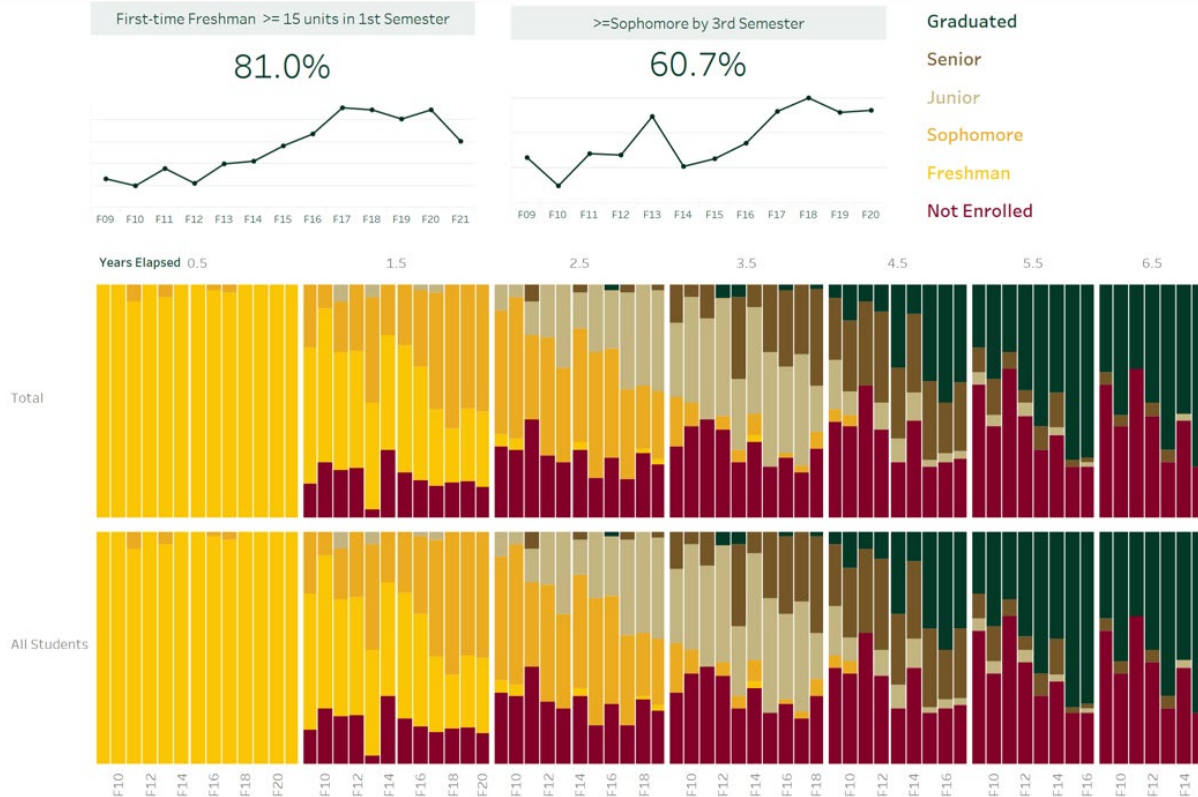 First-time Freshman >= 15 units in 1st Semester
81.0%
F09 F10 F11 F12 F13 F14 F15 F16 F17 F18 F19 F20 F21
>=Sophomore by 3rd Semester
60.7%
F09 F10 F11 F12 F13 F14 F15 F16 F17 F18 F19 F20
Graduated
Senior
Junior
Sophomore
Freshman
Not Enrolled
Years Elapsed 0.5 1.5 2.5 3.5 4.5 5.5 6.5
Total
All Students
F10 F12 F14 F16 F18 F20 F10 F12 F14 F16 F18 F20 F10 F12 F14 F16 F18 F10 F12 F14 F16 F18 F10 F12 F14 F16 F10 F12 F14 F16 F10 F12 F14